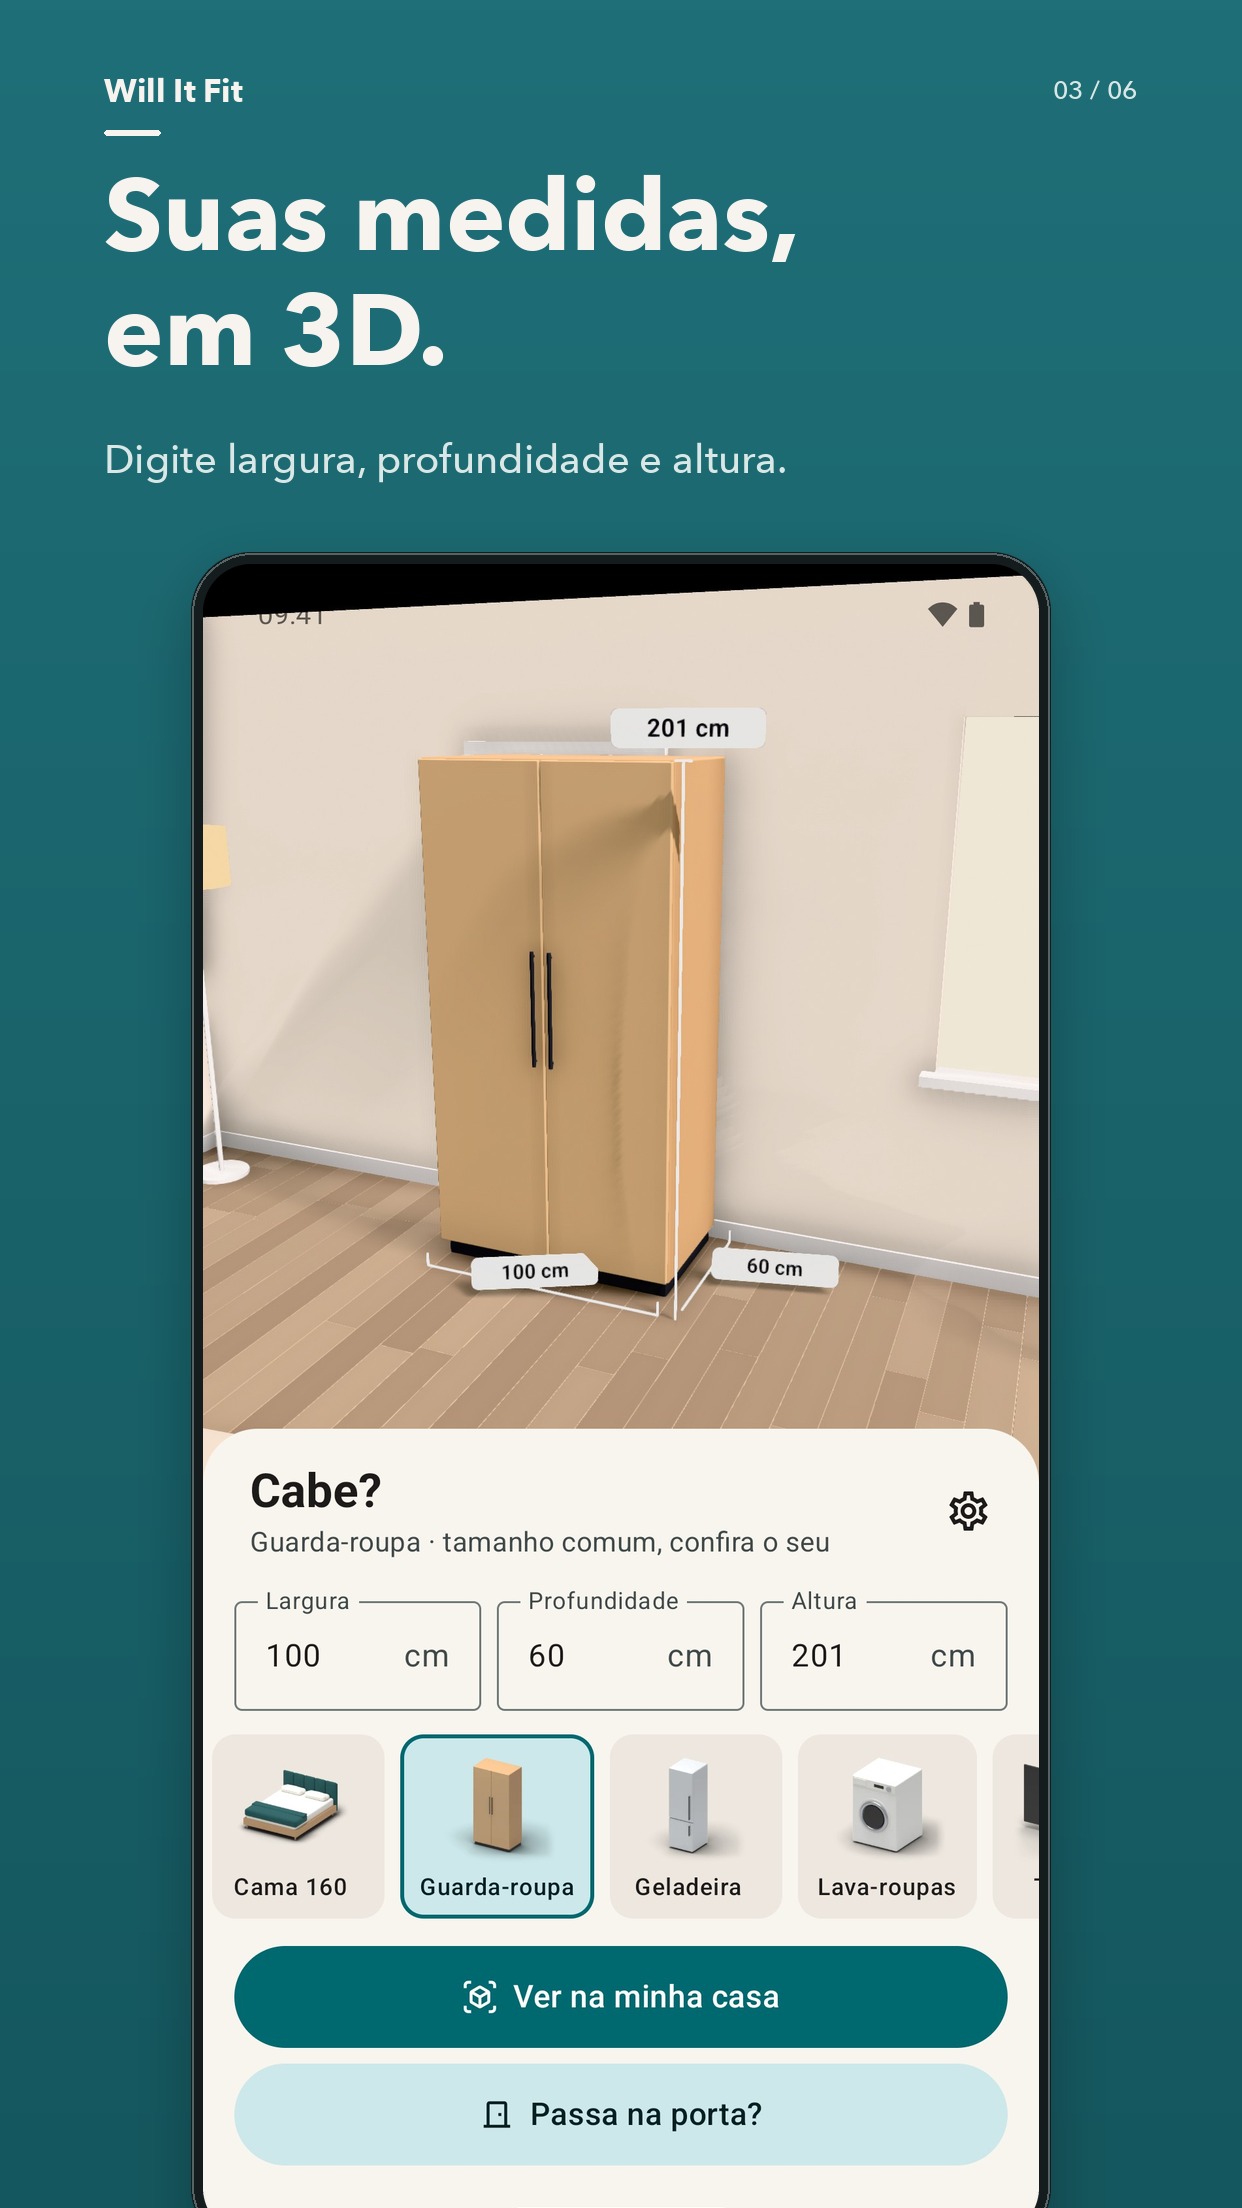 Will It Fit
03 / 06
Suas medidas,
em 3D.
Digite largura, profundidade e altura.
09:41
201 cm
100 cm
60 cm
Cabe?
Guarda-roupa · tamanho comum, confira o seu
Largura
Profundidade
Altura
100 cm
60 cm
201 cm
Cama 160
Guarda-roupa
Geladeira
Lava-roupas
Ver na minha casa
Passa na porta?